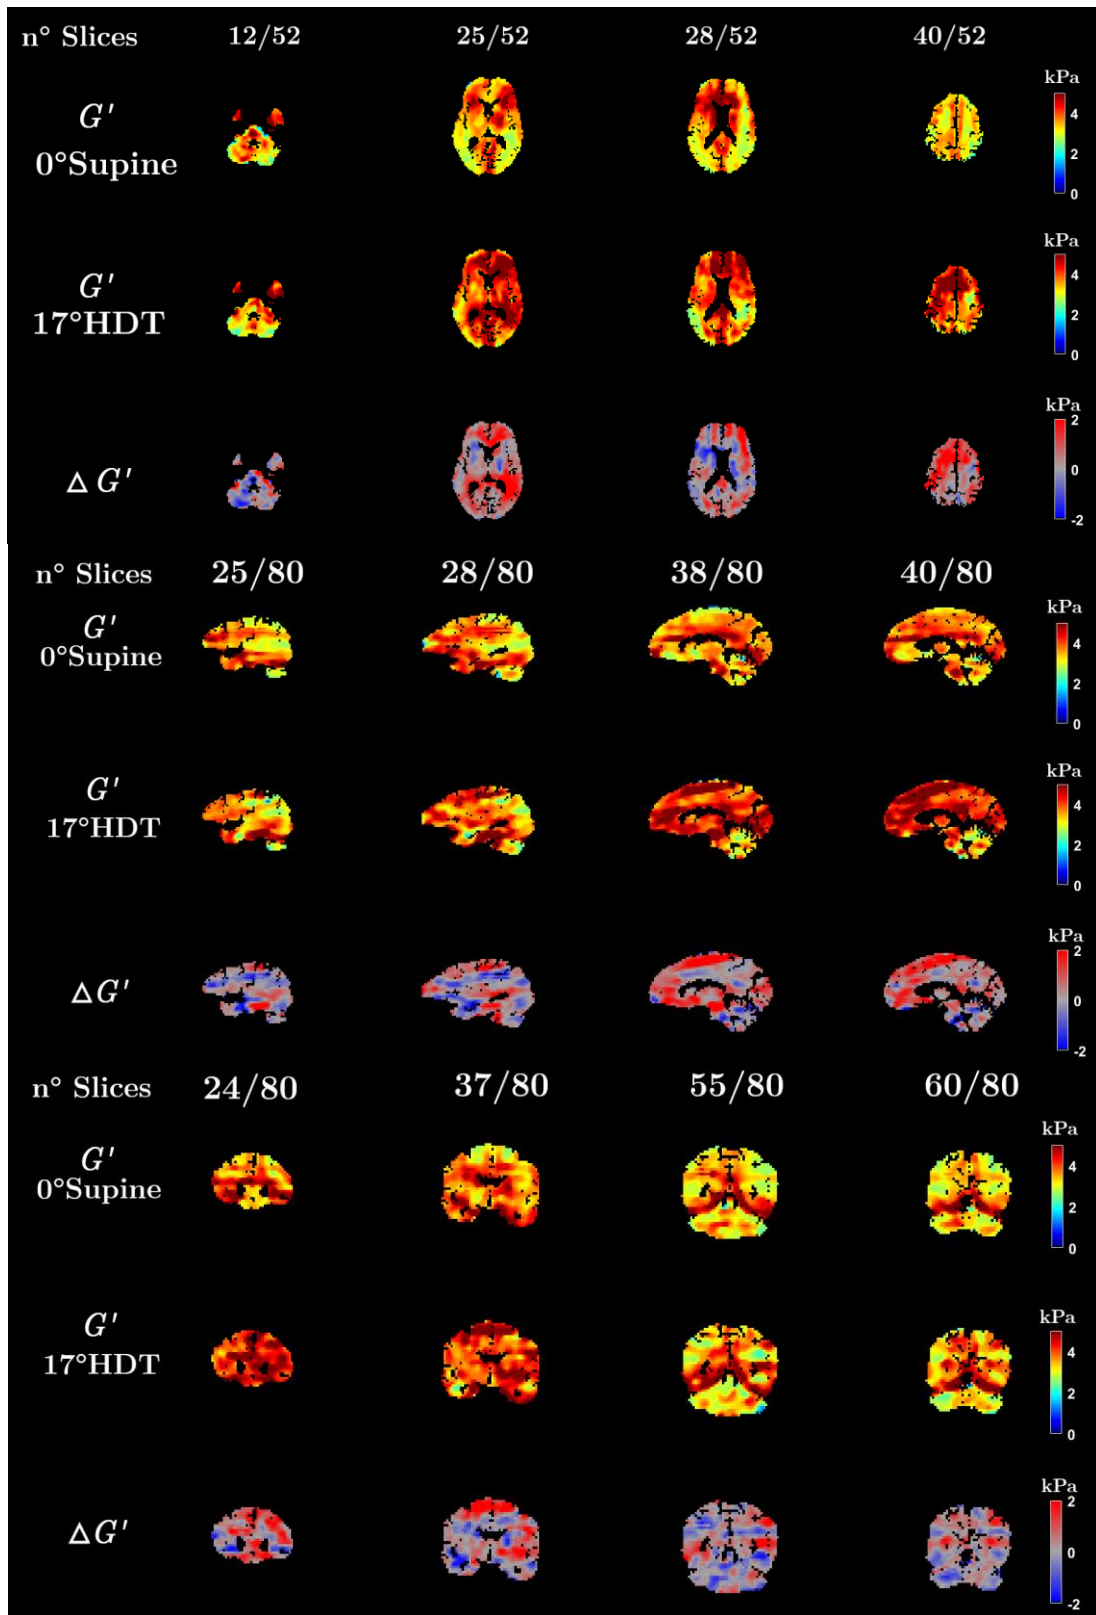 n° Slices 12/52 25/52 28/52 40/52
kPa
G'
0°Supine
4
2
0
kPa
G'
17°HDT
4
2
0
kPa
2
△ G'
0
-2
n° Slices 25/80 28/80 38/80 40/80
kPa
G'
0°Supine
4
2
0
kPa
G'
17°HDT
4
2
0
kPa
2
△G'
0
-2
n° Slices 24/80 37/80 55/80 60/80
kPa
G'
0°Supine
4
2
0
kPa
G'
17°HDT
4
2
0
kPa
2
△G'
0
-2